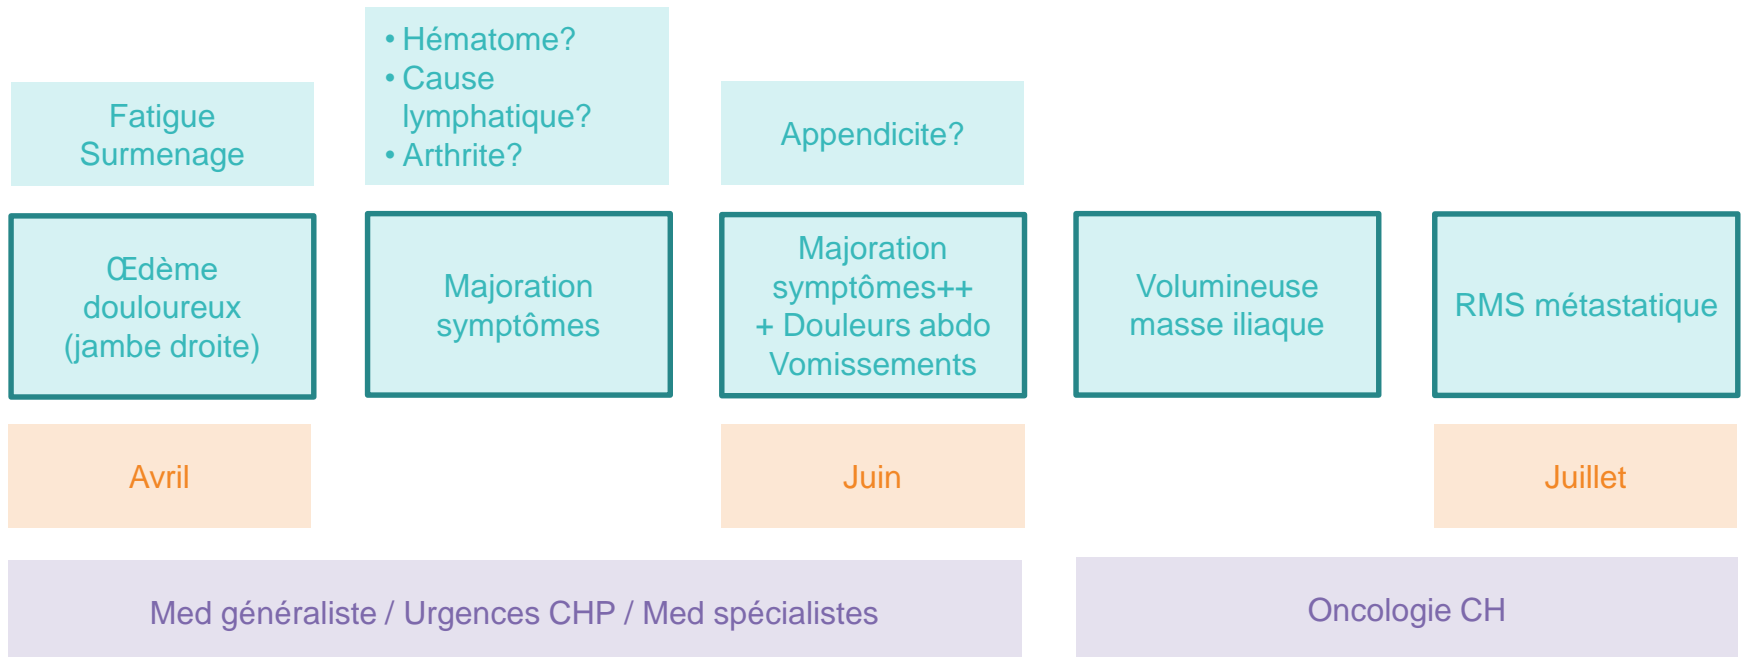 Fatigue
Surmenage
• Hématome?
• Cause
lymphatique?
• Arthrite?
Appendicite?
Œdème
douloureux
(jambe droite)
Majoration
symptômes
Majoration
symptômes++
+ Douleurs abdo
Vomissements
Volumineuse
masse iliaque
RMS métastatique
Avril
Juin
Juillet
Med généraliste / Urgences CHP / Med spécialistes
Oncologie CH